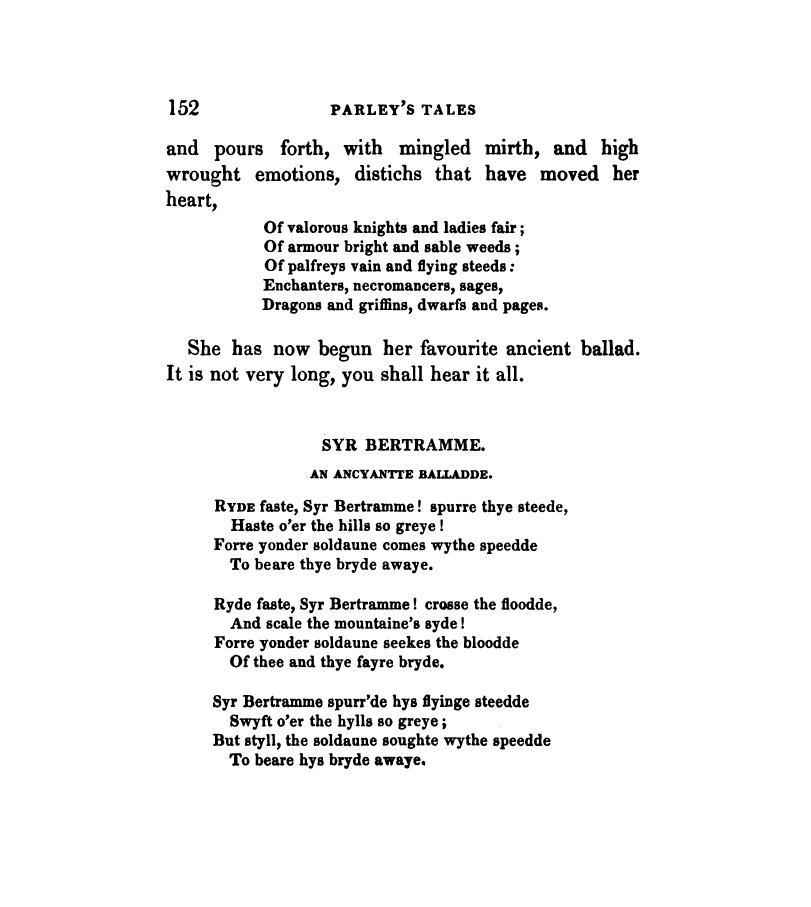 152 PARLEY'S TALES
and pours forth, with mingled mirth, and high
wrought emotions, distichs that have moved her
heart,
Of valorous knights and ladies fair;
Of armour bright and sable weeds;
Of palfreys vain and flying steeds:
Enchanters, necromancers, sages,
Dragons and griffins, dwarfs and pages.
She has now begun her favourite ancient ballad.
It is not very long, you shall hear it all.
SYR BERTRAMME.
AN ANCYANTTE BALLADDE.
RYDE faste, Syr Bertramme! spurre thye steede,
Haste o'er the hills so greye!
Forre yonder soldaune comes wythe speedde
To beare thye bryde awaye.
Ryde faste, Syr Bertramme! crosse the floodde,
And scale the mountaine's syde!
Forre yonder soldaune seekes the bloodde
Of thee and thye fayre bryde.
Syr Bertramme spurr'de hys flyinge steedde
Swyft o'er the hylls so greye;
But styll, the soldaune soughte wythe speedde
To beare hys bryde awaye.